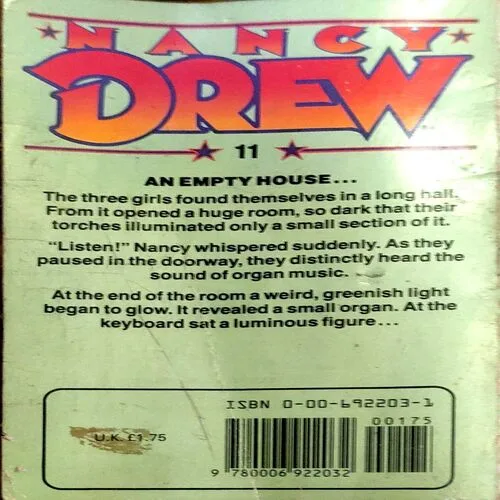 NANCY
DREW
11
AN EMPTY HOUSE...
The three girls found themselves in a long hall.
From it opened a huge room, so dark that their
torches illuminated only a small section of it.
“Listen!” Nancy whispered suddenly. As they
paused in the doorway, they distinctly heard the
sound of organ music.
At the end of the room a weird, greenish light
began to glow. It revealed a small organ. At the
keyboard sat a luminous figure...
ISBN 0-00-692203-1
00175
U.K. £1.75
9 780006 922032